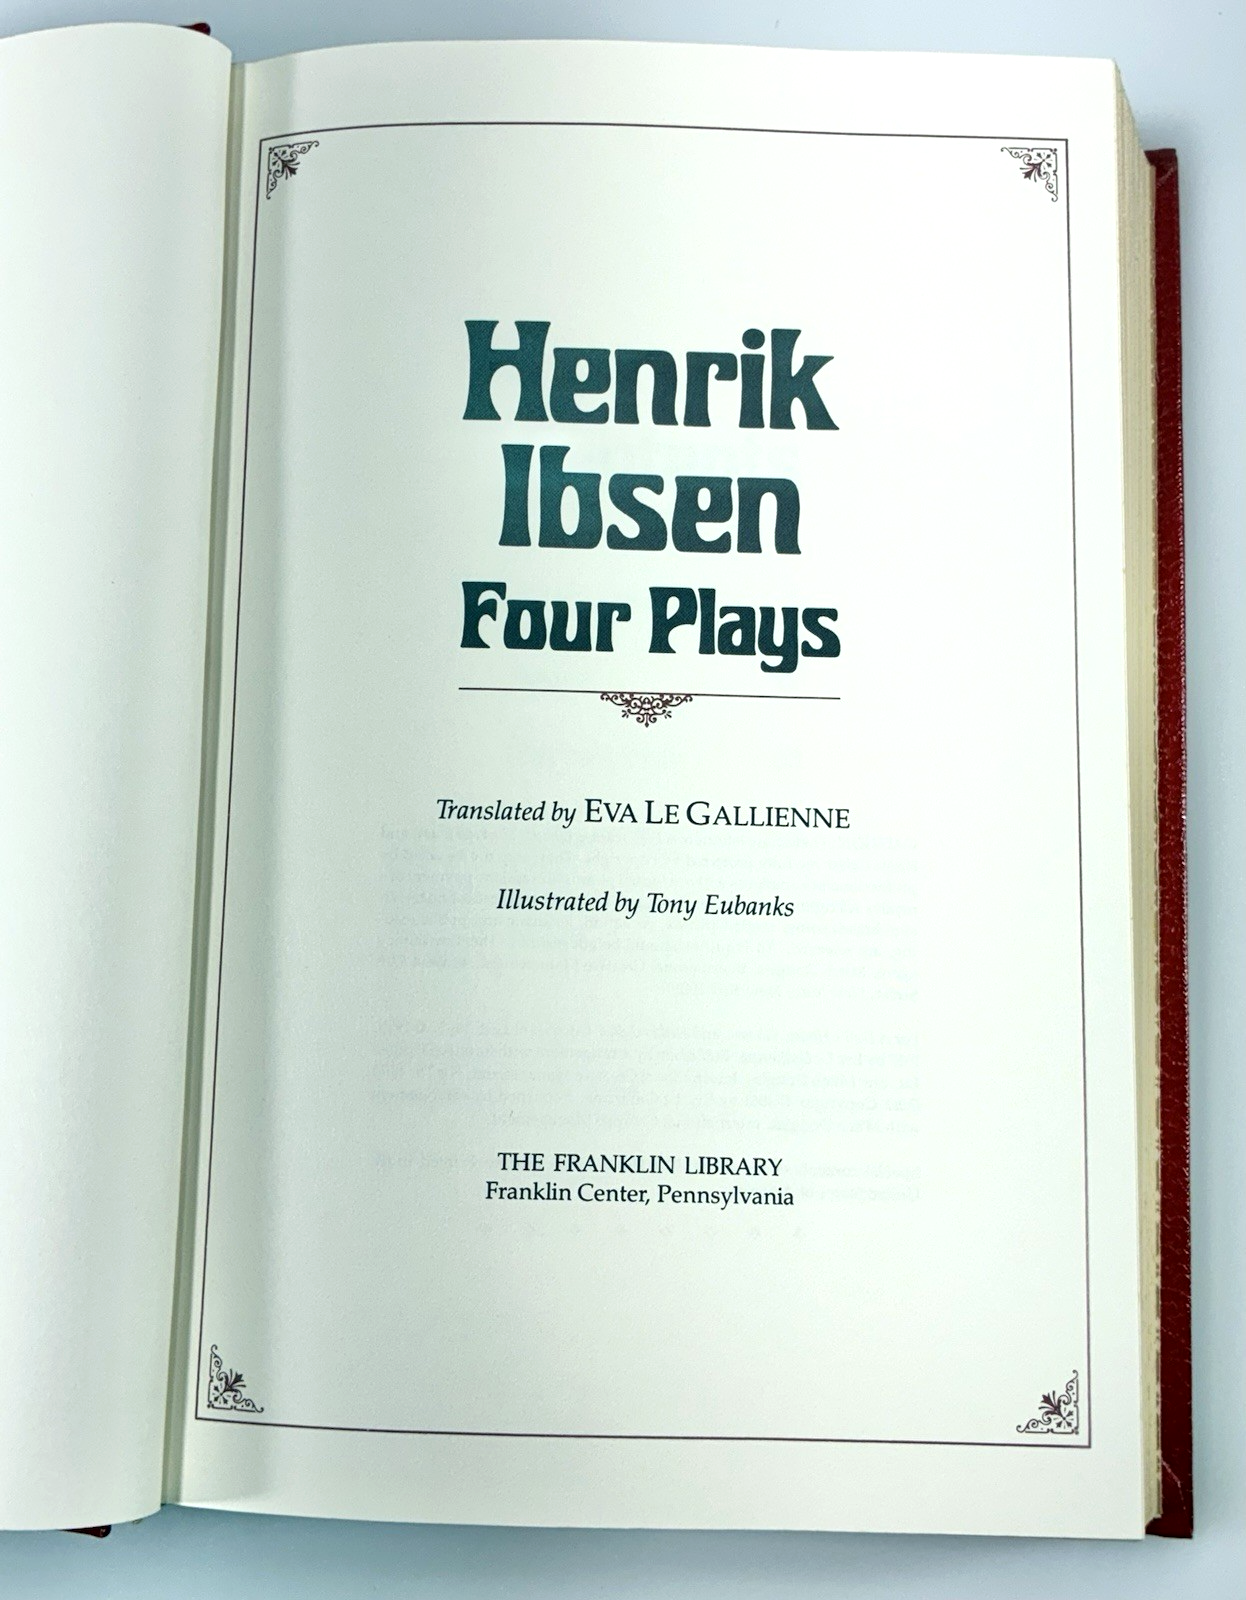 Henrik
Ibsen
Four Plays
Translated by EVA LE GALLIENNE
Illustrated by Tony Eubanks
THE FRANKLIN LIBRARY
Franklin Center, Pennsylvania